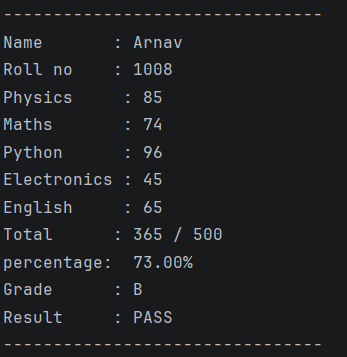 --------------------------------
Name       : Arnav
Roll no    : 1008
Physics     : 85
Maths       : 74
Python      : 96
Electronics : 45
English     : 65
Total      : 365 / 500
percentage:  73.00%
Grade      : B
Result     : PASS
--------------------------------